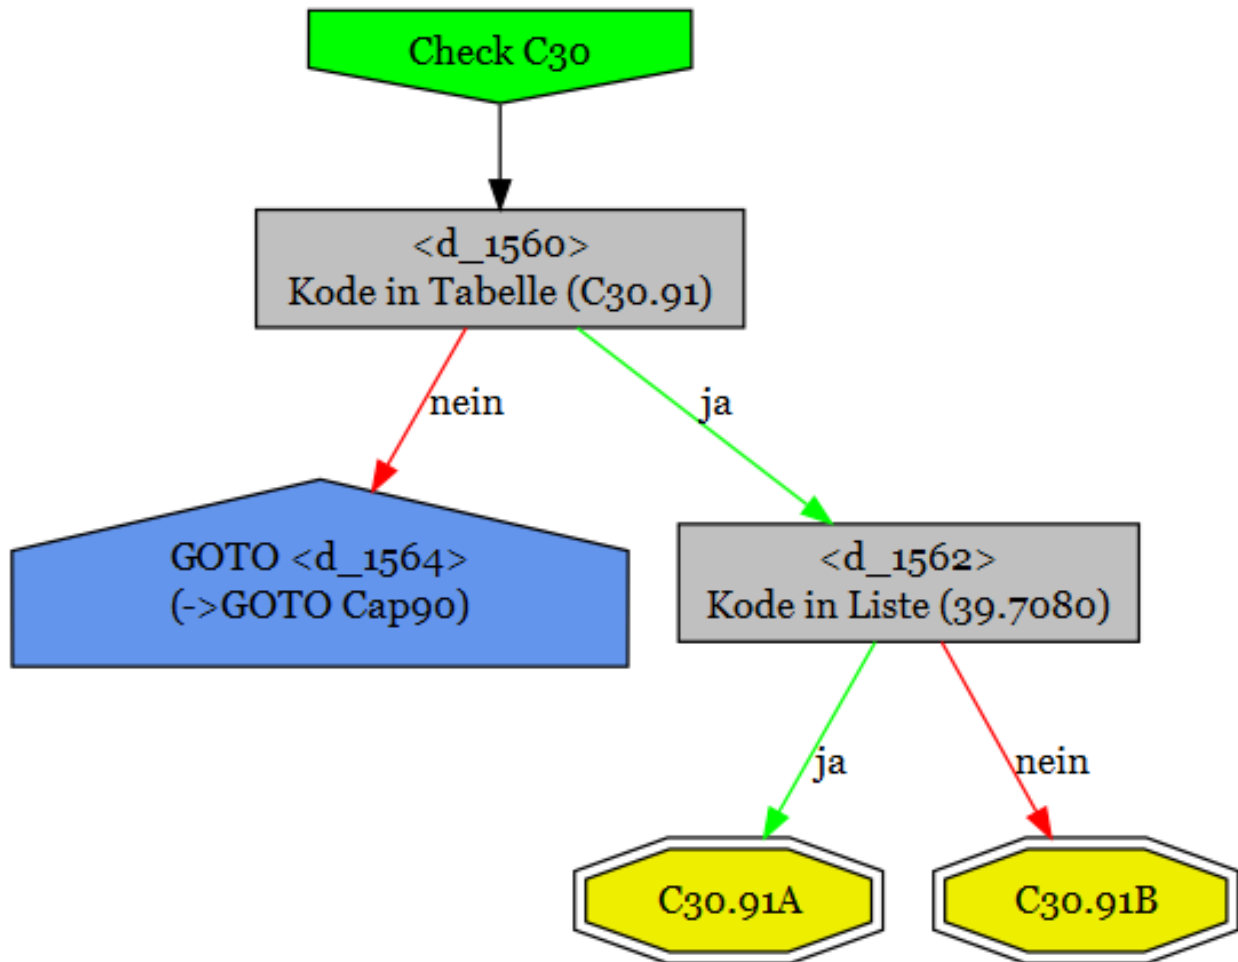 Check C30
<d_1560>
Kode in Tabelle (C30.91)
nein
ja
GOTO <d_1564>
(->GOTO Cap90)
<d_1562>
Kode in Liste (39.7080)
ja
nein
C30.91A
C30.91B